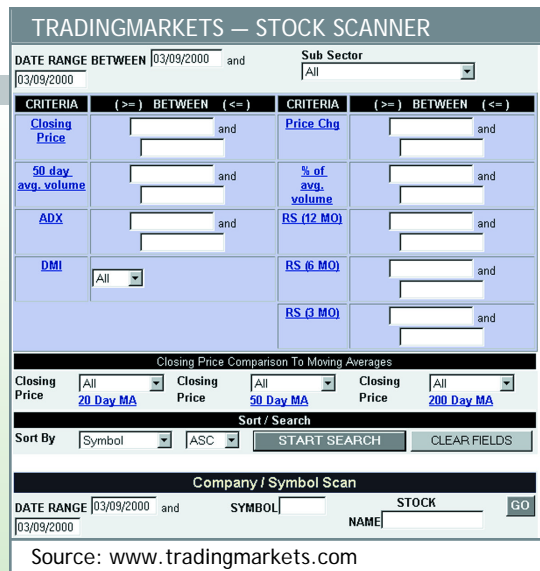 TRADINGMARKETS — STOCK SCANNER
DATE RANGE BETWEEN 03/09/2000 and
03/09/2000
Sub Sector
All
CRITERIA (>=) BETWEEN (<=) CRITERIA (>=) BETWEEN (<=)
Closing
Price
and
Price Chg
and
50 day
avg. volume
and
% of
avg.
volume
and
ADX
and
RS (12 MO)
and
DMI
All
RS (6 MO)
and
RS (3 MO)
and
Closing Price Comparison To Moving Averages
Closing
Price
All
20 Day MA
Closing
Price
All
50 Day MA
Closing
Price
All
200 Day MA
Sort / Search
Sort By Symbol ASC START SEARCH CLEAR FIELDS
Company / Symbol Scan
DATE RANGE 03/09/2000 and
03/09/2000
SYMBOL
STOCK
NAME
GO
Source: www.tradingmarkets.com